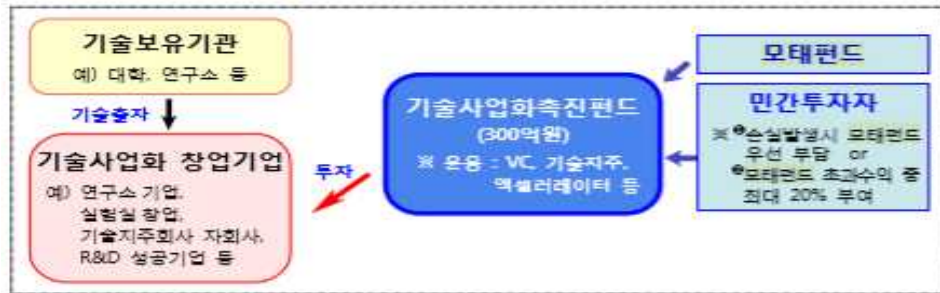 기술보유기관
예) 대학, 연구소 등
기술출자
기술사업화 창업기업
예) 연구소 기업,
실험실 창업,
기술지주회사 자회사,
R&D 성공기업 등
투자
기술사업화촉진펀드
(300억원)
※ 운용 : VC, 기술지주,
액셀러레이터 등
모태펀드
민간투자자
※ ❶손실발생시 모태펀드
우선 부담 or
❷모태펀드 초과수익 중
최대 20% 부여